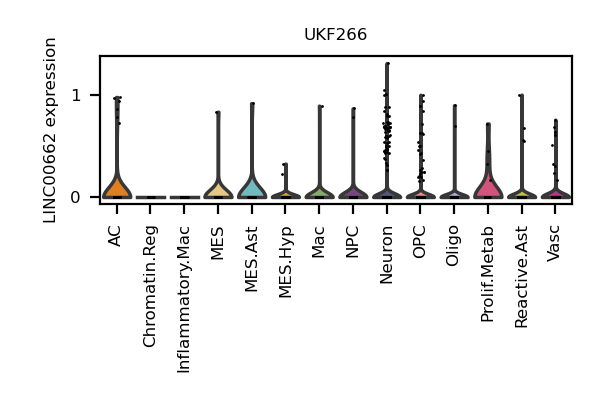 UKF266
LINC00662 expression
1
0
AC
Chromatin.Reg
Inflammatory.Mac
MES
MES.Ast
MES.Hyp
Mac
NPC
Neuron
OPC
Oligo
Prolif.Metab
Reactive.Ast
Vasc